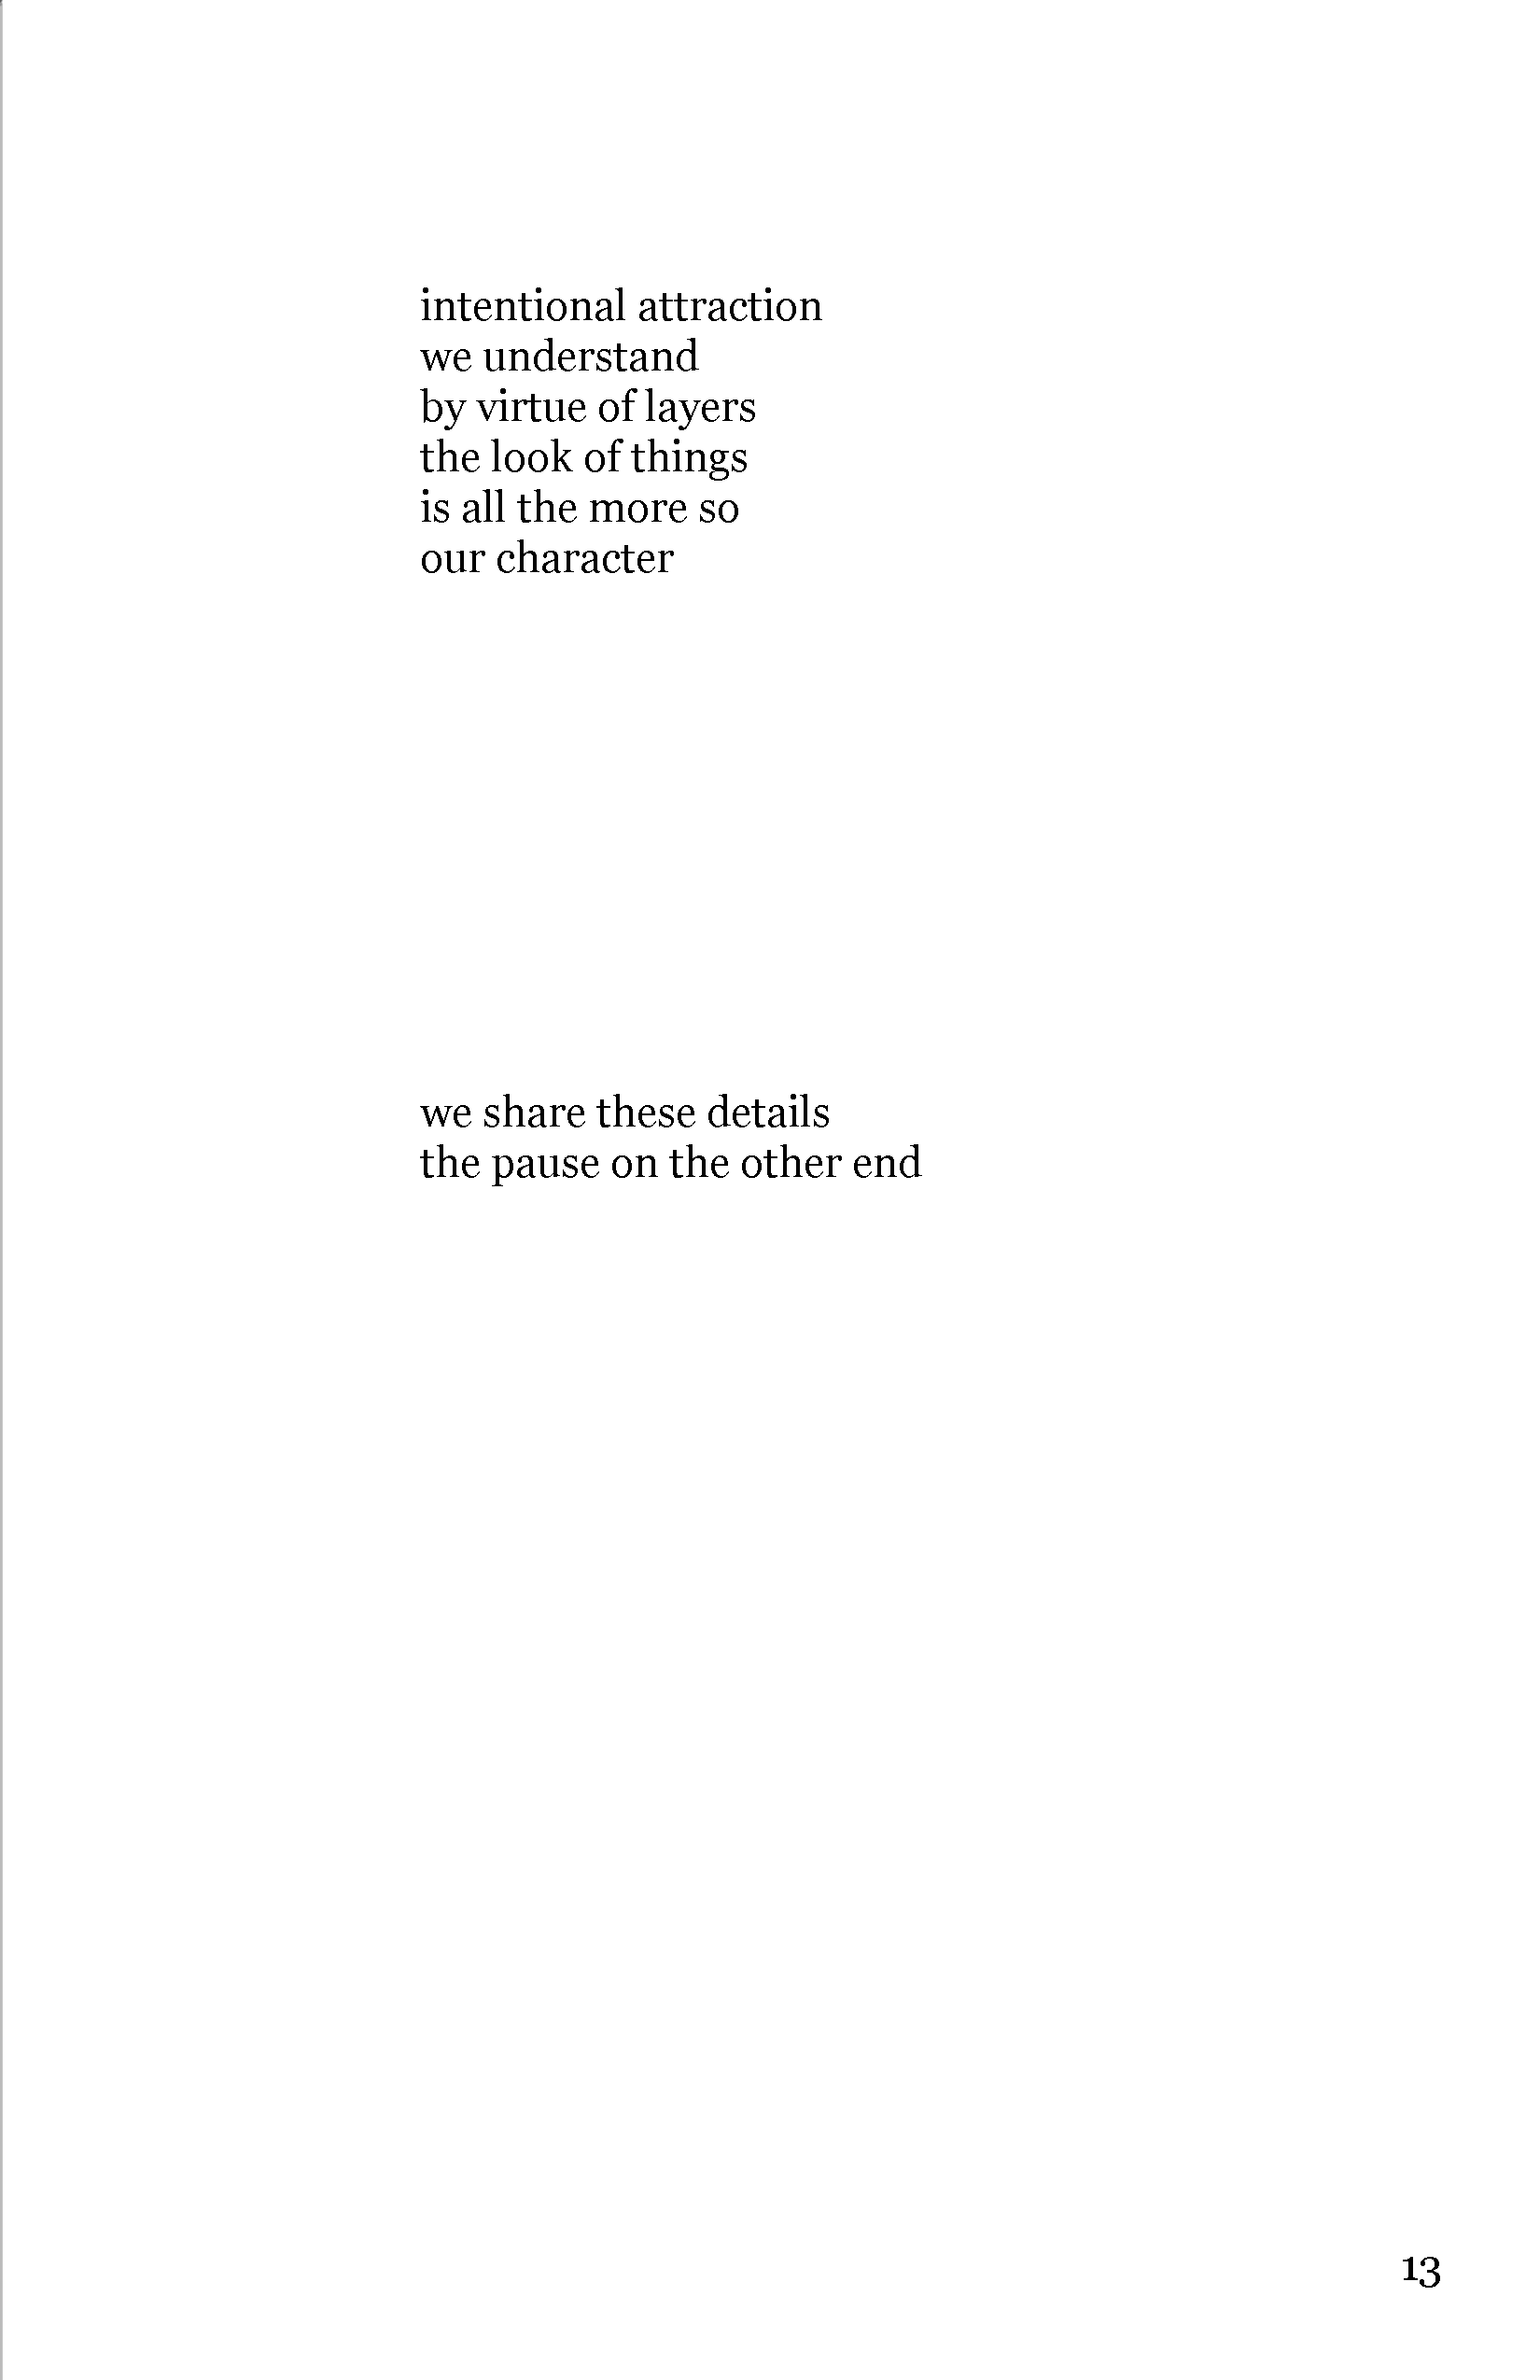 intentional attraction
we understand
by virtue of layers
the look of things
is all the more so
our character
we share these details
the pause on the other end
13